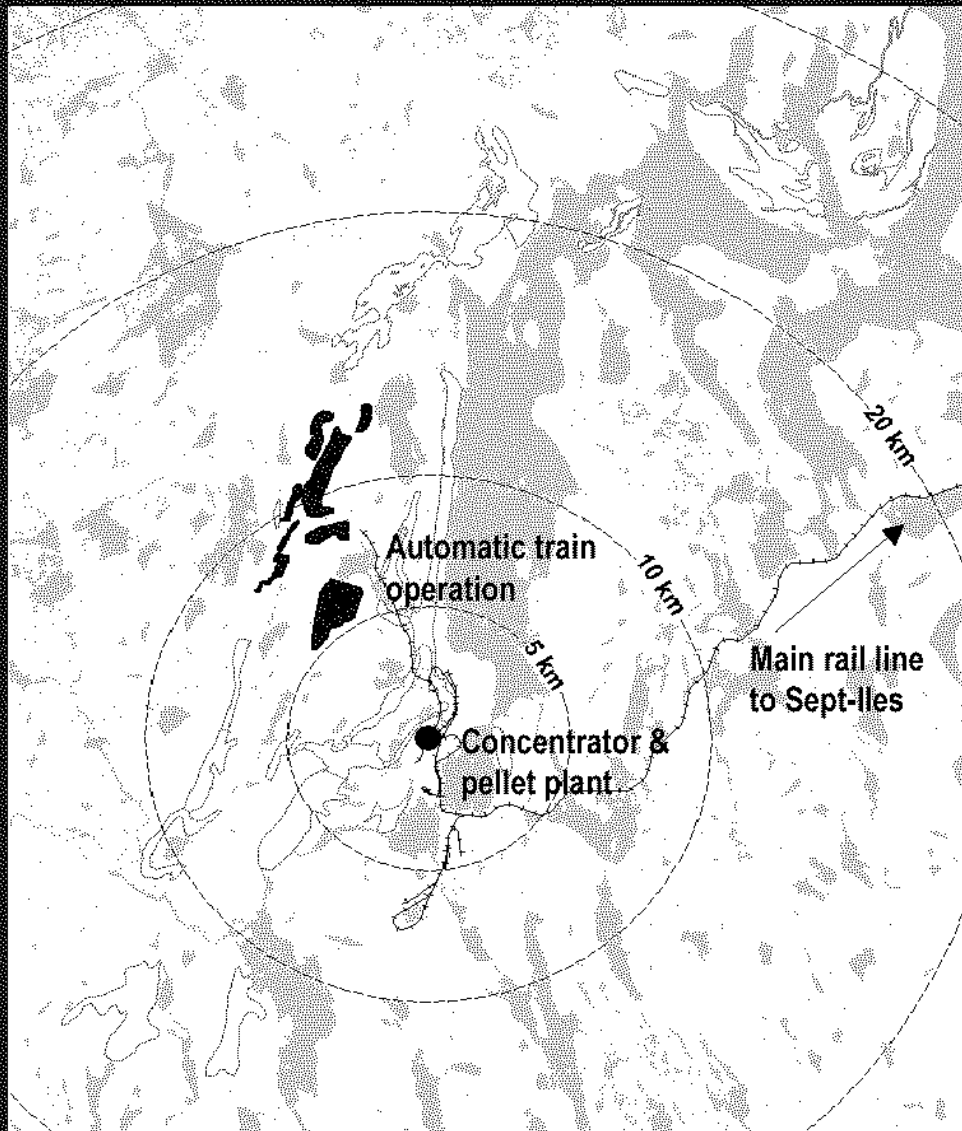 20 km
Automatic train
operation
10 km
5 km
Main rail line
to Sept-Iles
Concentrator &
pellet plant